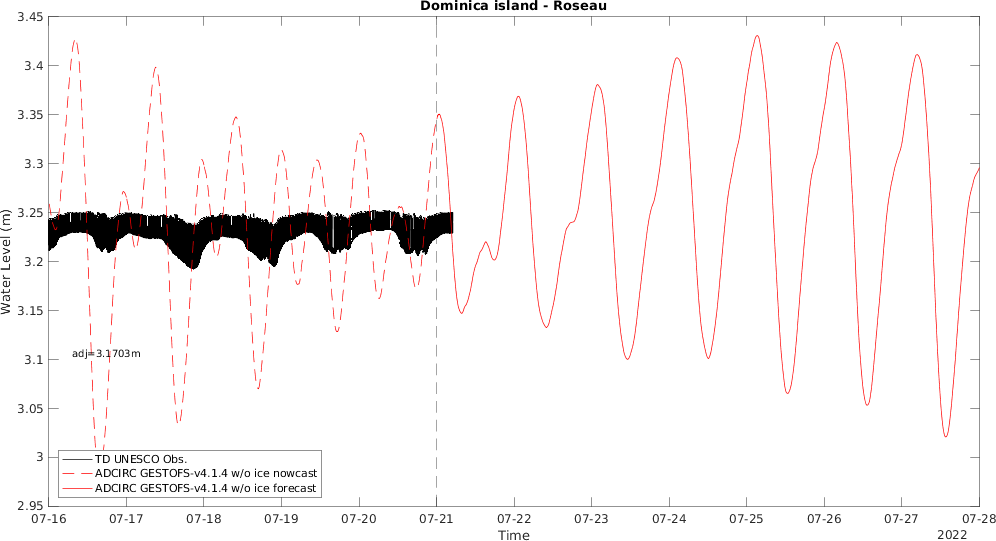 Dominica island - Roseau
3.45
3.4
3.35
3.3
3.25
3.2
3.15
3.1
3.05
3
2.95
Water Level (m)
adj=3.1703m
TD UNESCO Obs.
ADCIRC GESTOFS-v4.1.4 w/o ice nowcast
ADCIRC GESTOFS-v4.1.4 w/o ice forecast
07-16 07-17 07-18 07-19 07-20 07-21 07-22 07-23 07-24 07-25 07-26 07-27 07-28
Time
2022